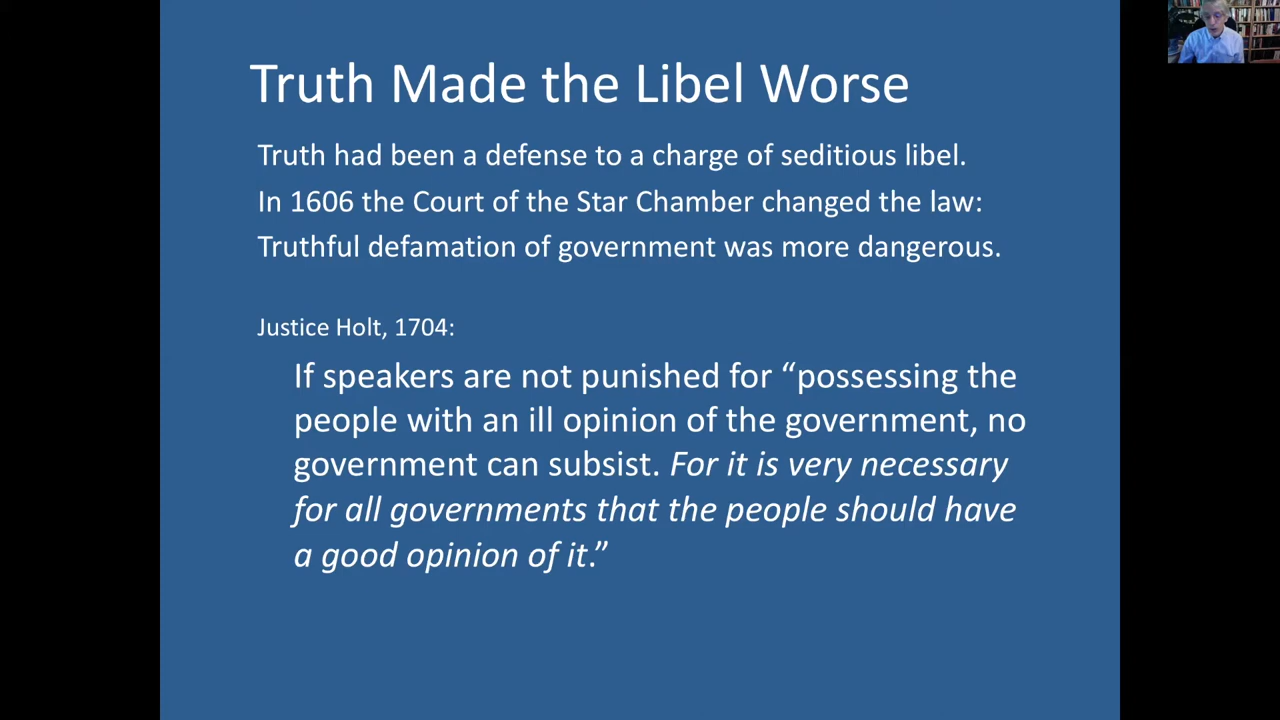 Truth Made the Libel Worse
Truth had been a defense to a charge of seditious libel.
In 1606 the Court of the Star Chamber changed the law:
Truthful defamation of government was more dangerous.
Justice Holt, 1704:
If speakers are not punished for “possessing the
people with an ill opinion of the government, no
government can subsist. For it is very necessary
for all governments that the people should have
a good opinion of it.”